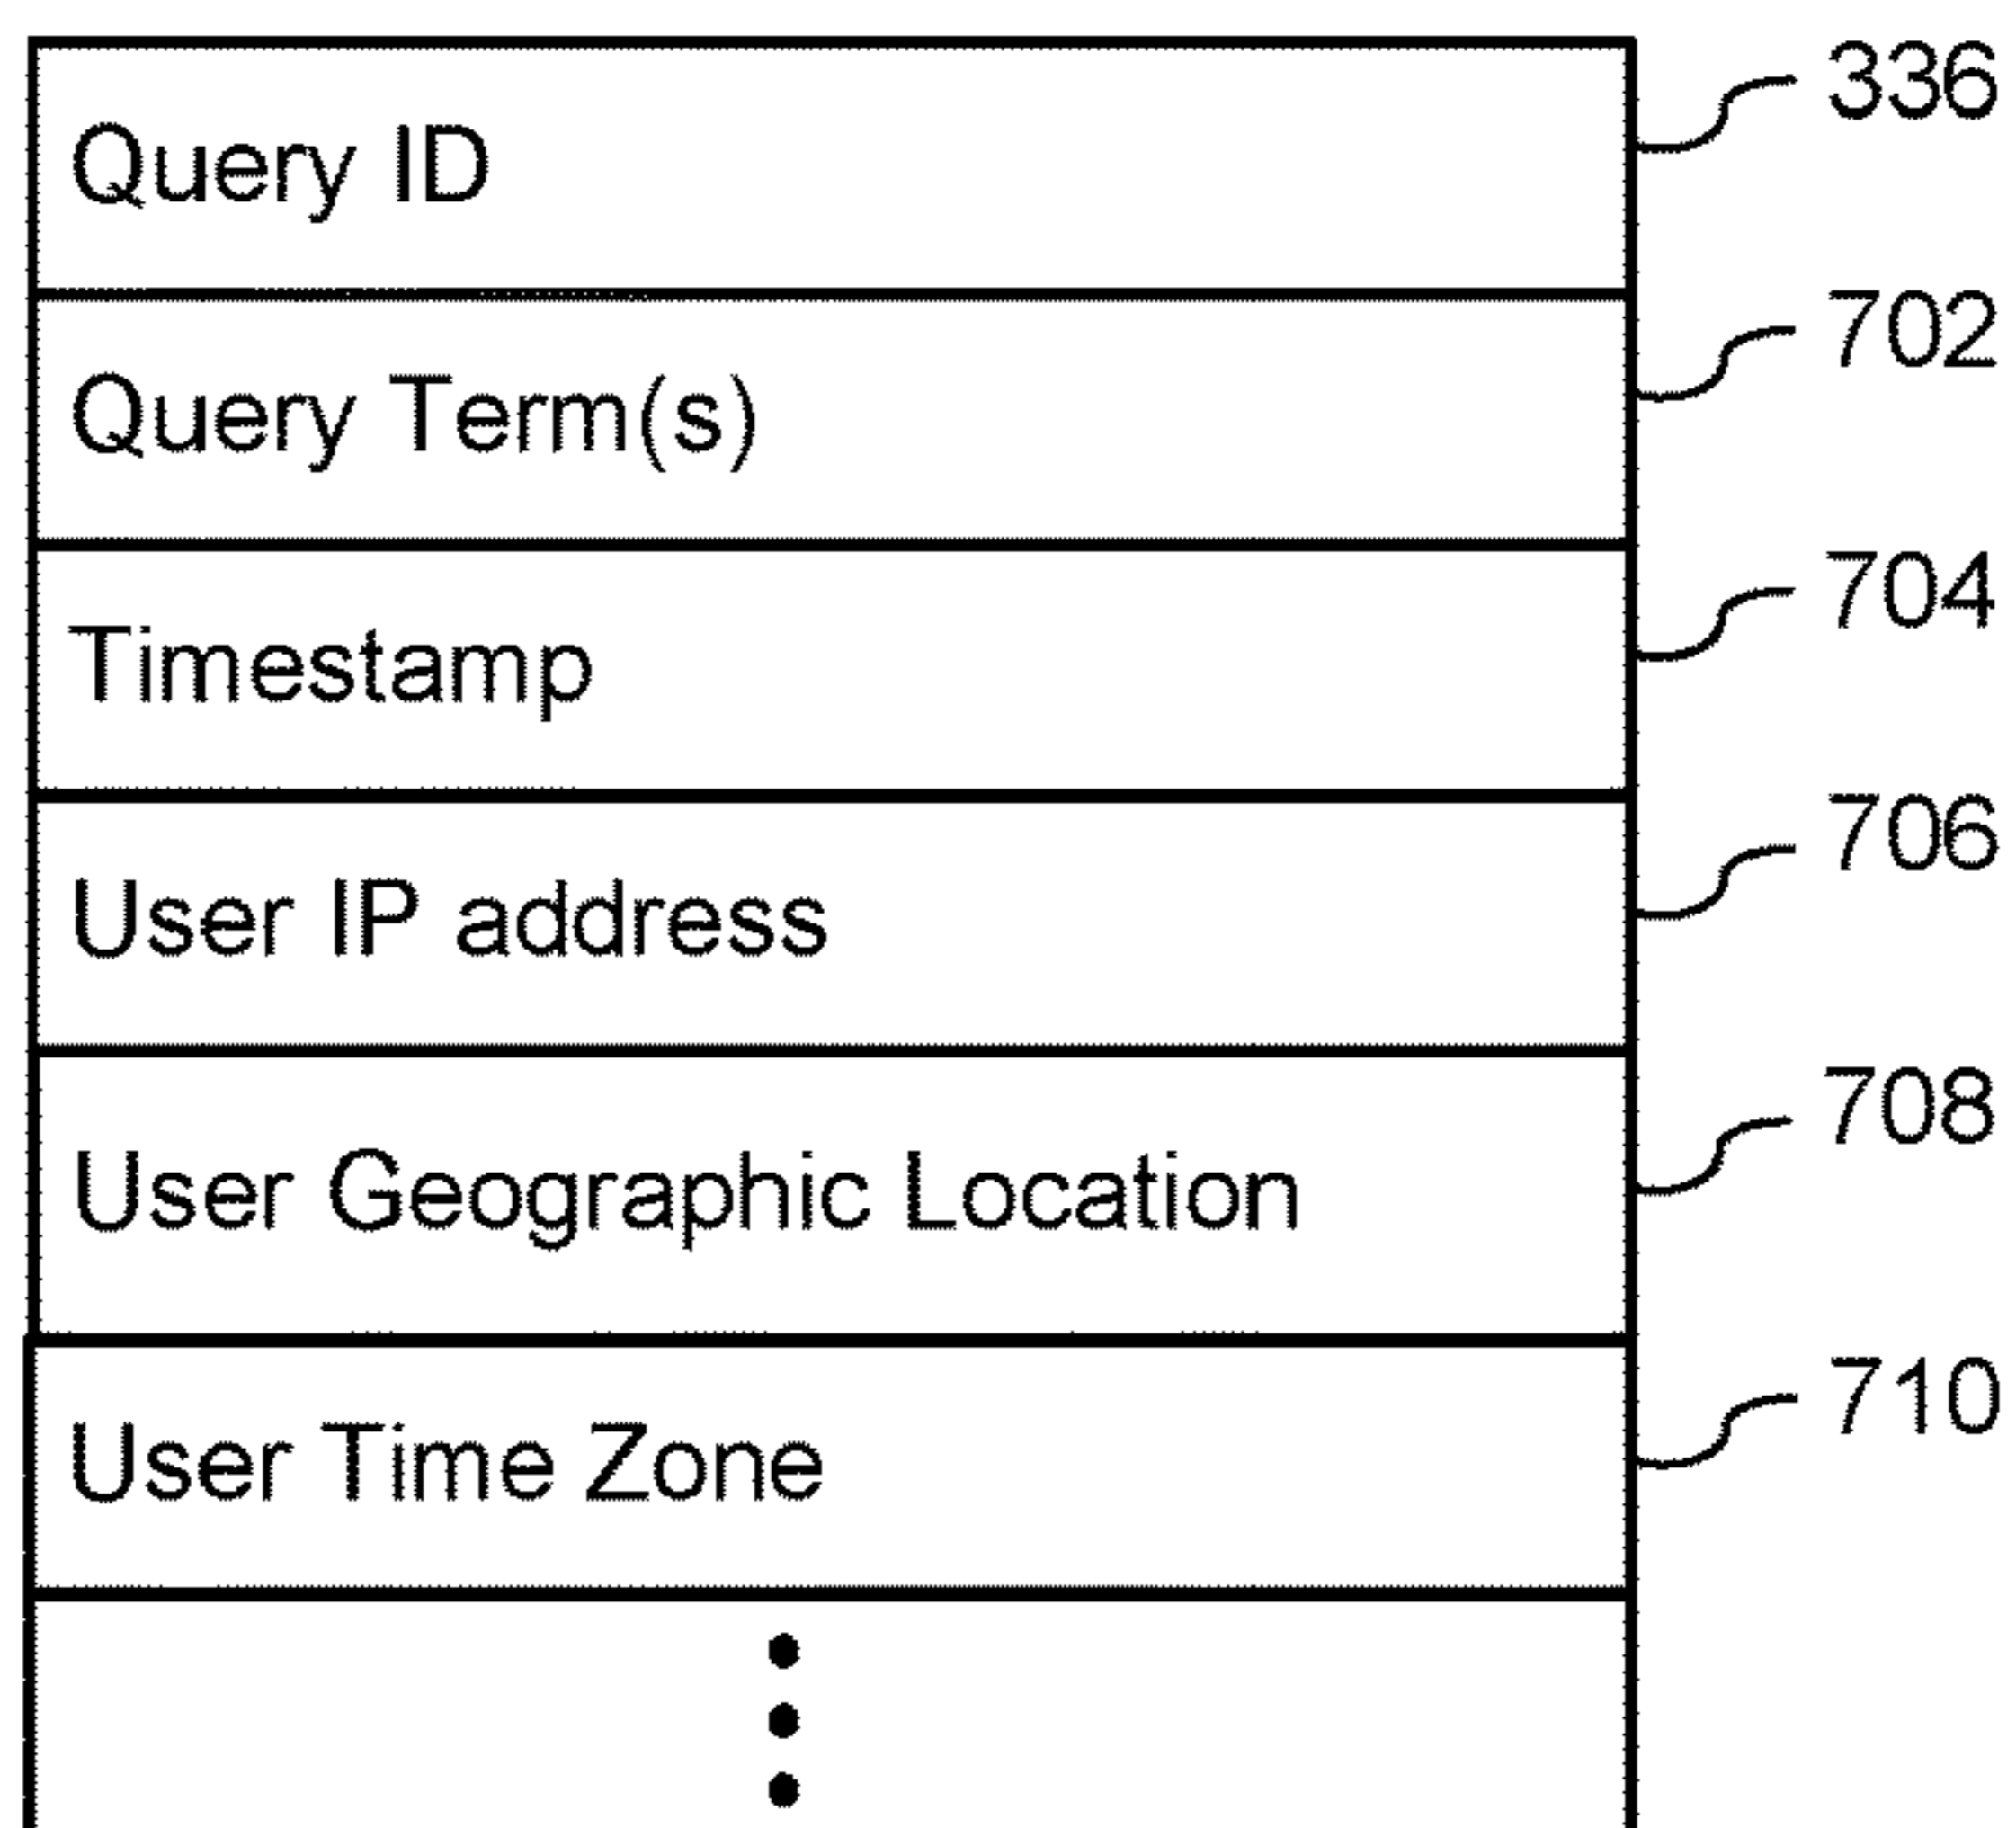 Query ID 336
Query Term(s) 702
Timestamp 704
User IP address 706
User Geographic Location 708
User Time Zone 710